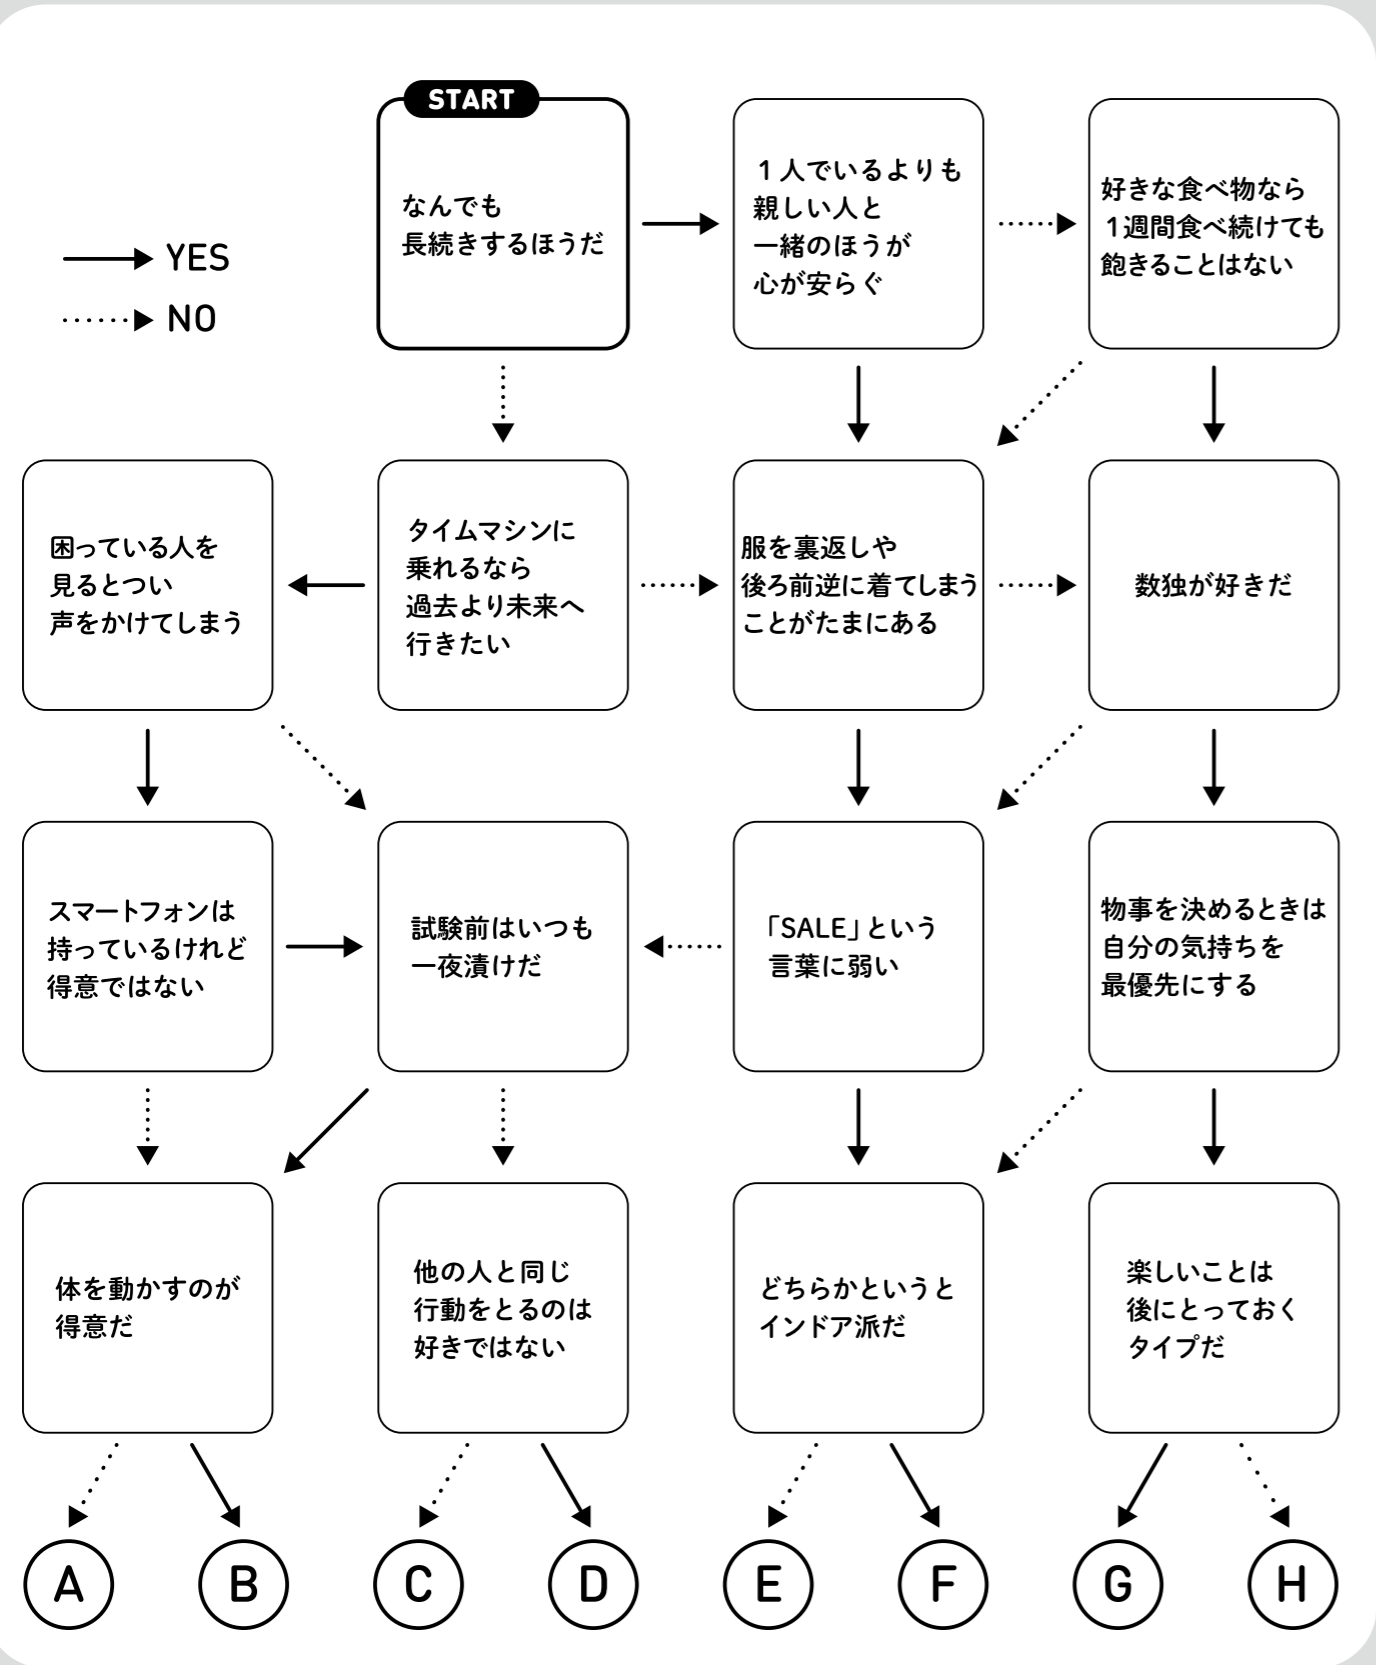 START
なんでも
長続きするほうだ
1人でいるよりも
親しい人と
一緒のほうが
心が安らぐ
好きな食べ物なら
1週間食べ続けても
飽きることはない
YES
NO
困っている人を
見るとつい
声をかけてしまう
タイムマシンに
乗れるなら
過去より未来へ
行きたい
服を裏返しや
後ろ前逆に着てしまう
ことがたまにある
数独が好きだ
スマートフォンは
持っているけれど
得意ではない
試験前はいつも
一夜漬けだ
「SALE」という
言葉に弱い
物事を決めるときは
自分の気持ちを
最優先にする
体を動かすのが
得意だ
他の人と同じ
行動をとるのは
好きではない
どちらかというと
インドア派だ
楽しいことは
後にとっておく
タイプだ
A
B
C
D
E
F
G
H